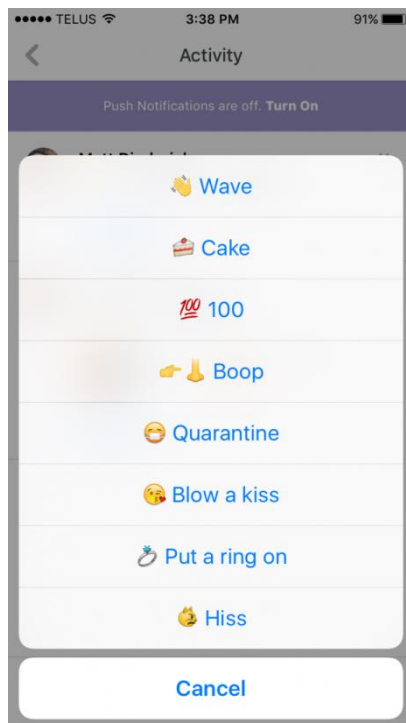 TELUS 3:38 PM 91%
Activity
Push Notifications are off. Turn On
Wave
Cake
100
Boop
Quarantine
Blow a kiss
Put a ring on
Hiss
Cancel